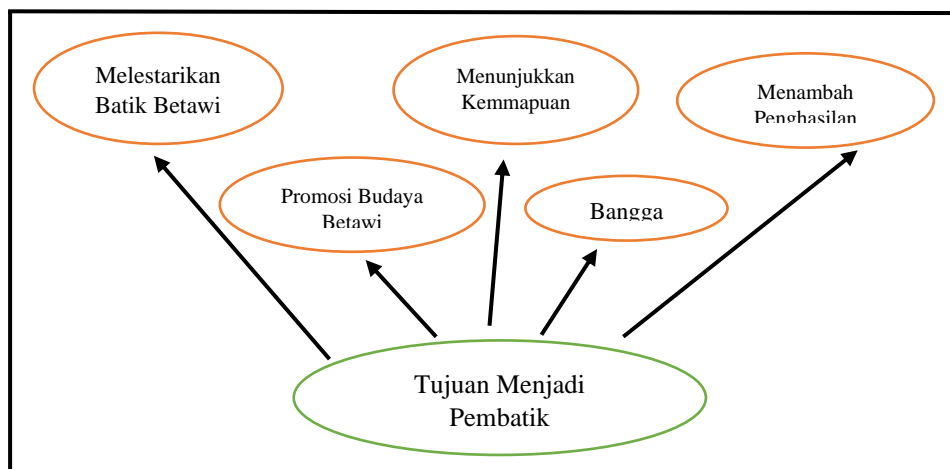 Melestarikan
Batik Betawi
Menunjukkan
Kemmapuan
Menambah
Penghasilan
Promosi Budaya
Betawi
Bangga
Tujuan Menjadi
Pembatik